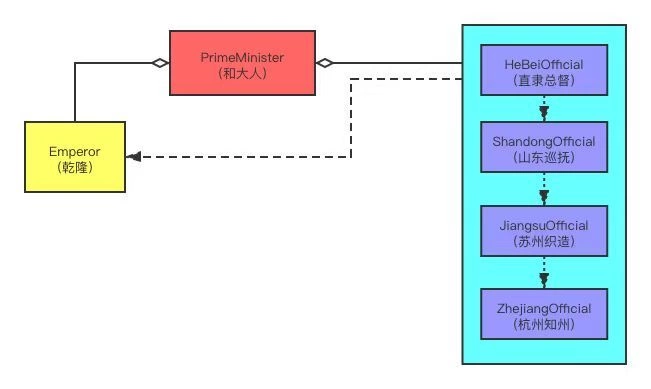 PrimeMinister
(和大人)
HeBeiOfficial
(直隶总督)
Emperor
(乾隆)
ShandongOfficial
(山东巡抚)
JiangsuOfficial
(苏州织造)
ZhejiangOfficial
(杭州知州)